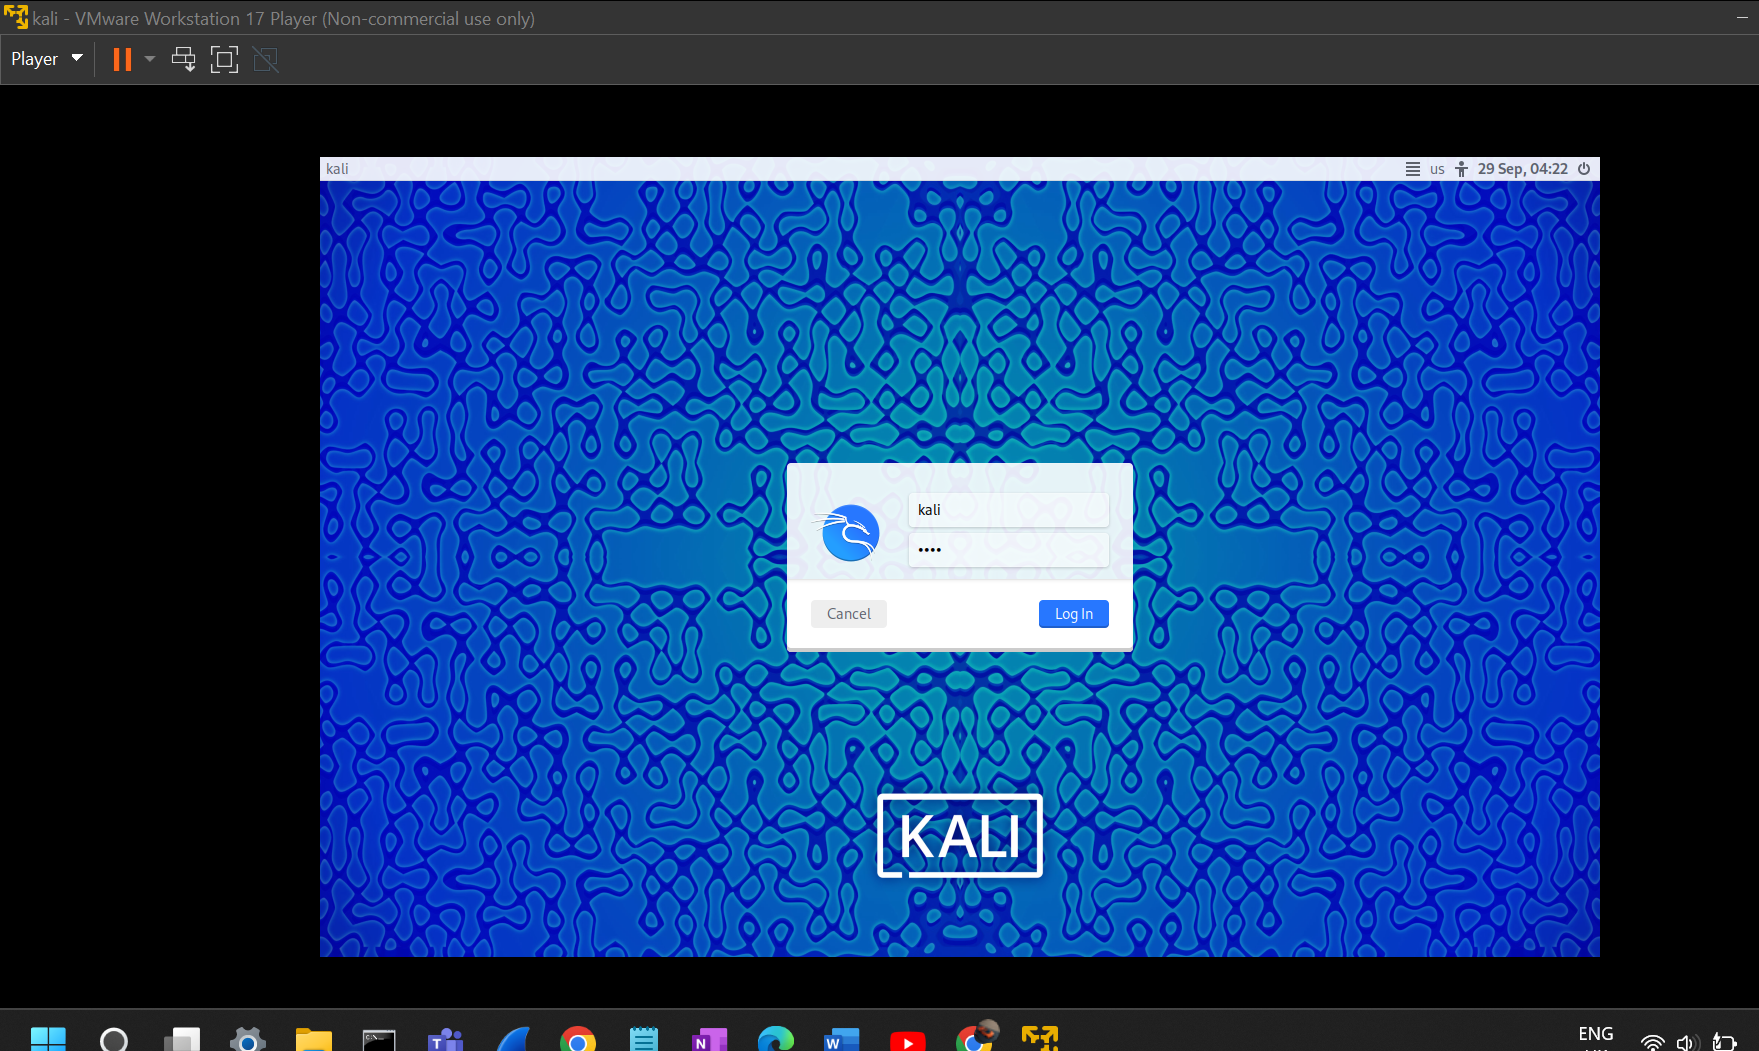 kali - VMware Workstation 17 Player (Non-commercial use only)
Player
kali
us
29 Sep, 04:22
kali
••••
Cancel
Log In
KALI
ENG